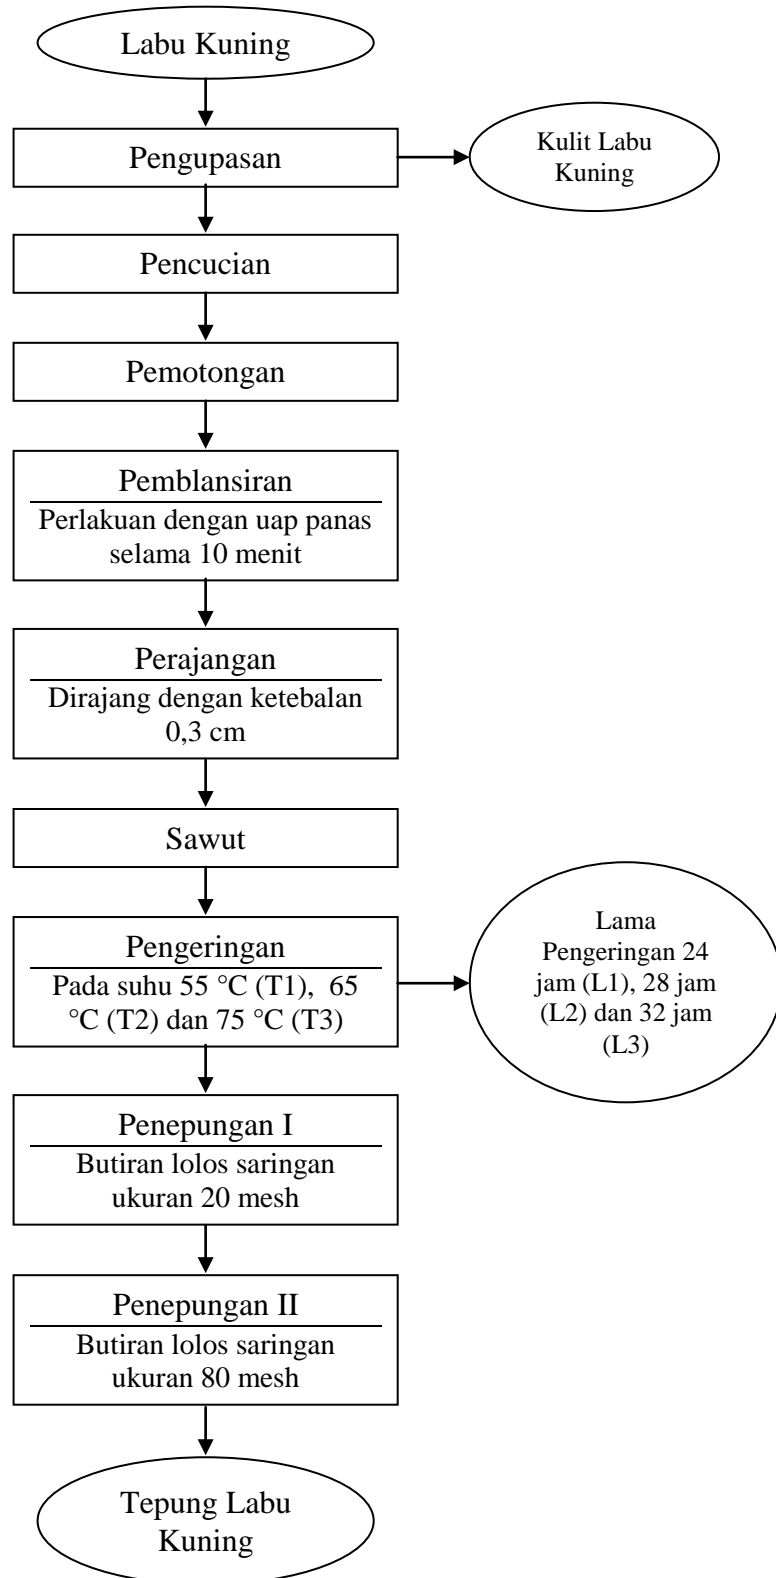 Labu Kuning
Pengupasan
Kulit Labu
Kuning
Pencucian
Pemotongan
Pemblansiran
Perlakuan dengan uap panas
selama 10 menit
Perajangan
Dirajang dengan ketebalan
0,3 cm
Sawut
Pengeringan
Pada suhu 55 °C (T1), 65
°C (T2) dan 75 °C (T3)
Lama
Pengeringan 24
jam (L1), 28 jam
(L2) dan 32 jam
(L3)
Penepungan I
Butiran lolos saringan
ukuran 20 mesh
Penepungan II
Butiran lolos saringan
ukuran 80 mesh
Tepung Labu
Kuning